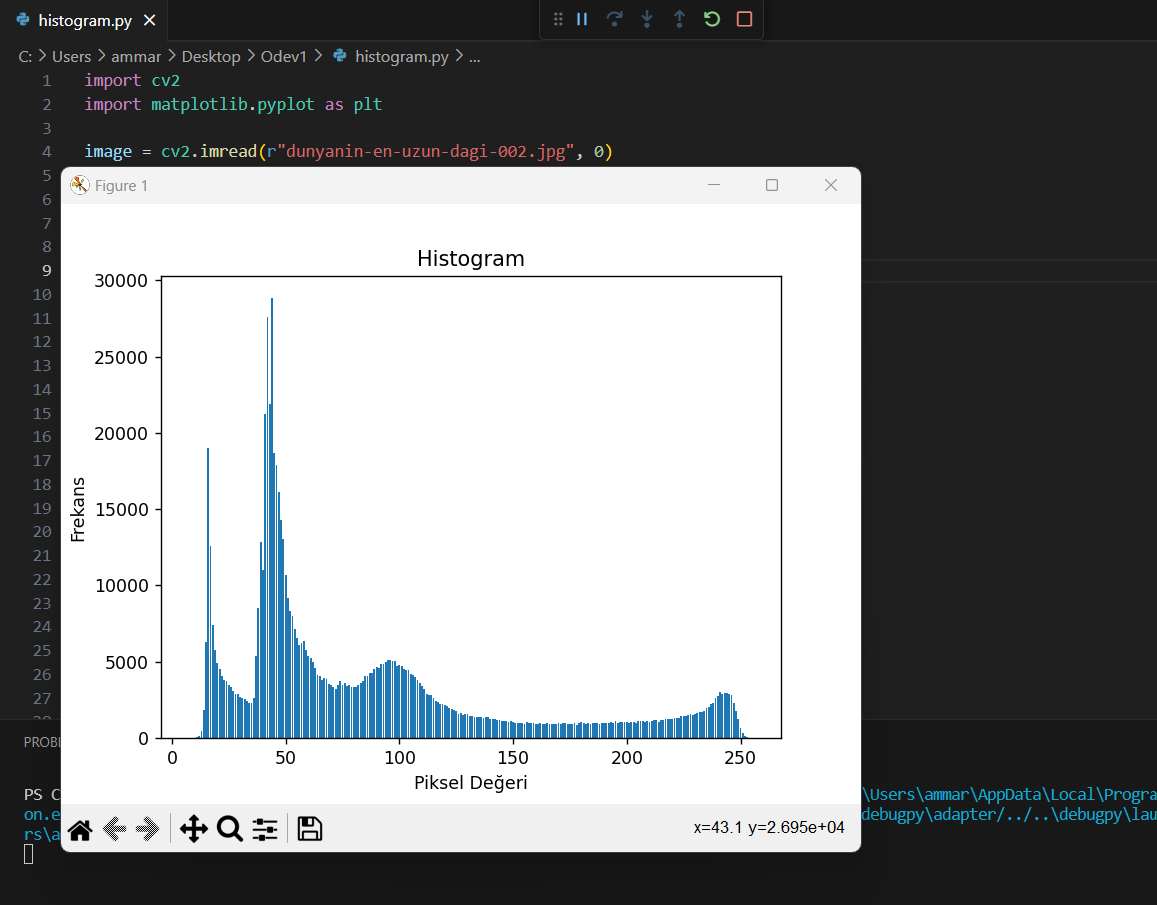 histogram.py
C: > Users > ammar > Desktop > Odev1 > histogram.py > ...
1 import cv2
2 import matplotlib.pyplot as plt
3
4 image = cv2.imread(r"dunyanin-en-uzun-dagi-002.jpg", 0)
5
6
7
8
9
10
11
12
13
14
15
16
17
18
19
20
21
22
23
24
25
26
27
28
Figure 1
Histogram
30000
25000
20000
15000
10000
5000
0
Frekans
0 50 100 150 200 250
Piksel Değeri
x=43.1 y=2.695e+04
PROBL
PS C \Users\ammar\AppData\Local\Progra
on.e debugpy\adapter/../..\debugpy\lau
rs\a